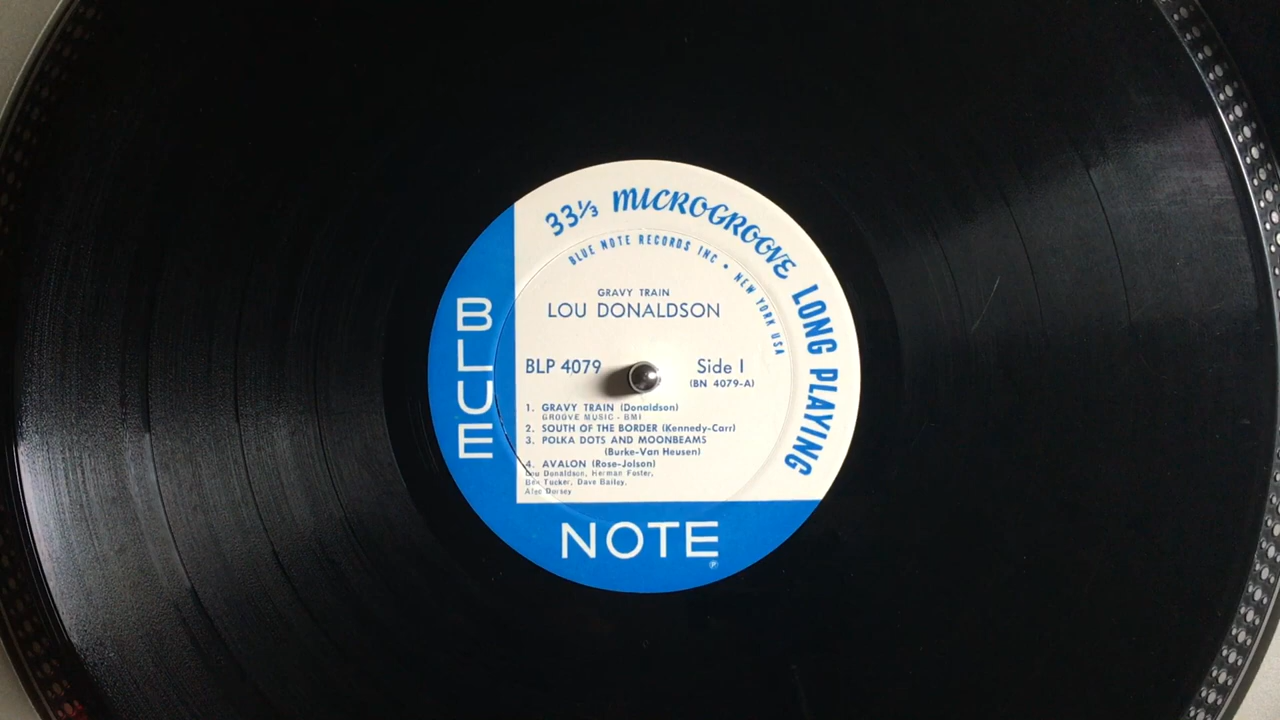 33⅓ MICROGROOVE LONG PLAYING
BLUE NOTE RECORDS INC • NEW YORK USA
GRAVY TRAIN
LOU DONALDSON
BLP 4079
Side 1
(BN 4079-A)
1. GRAVY TRAIN (Donaldson)
GROOVE MUSIC - BMI
2. SOUTH OF THE BORDER (Kennedy-Carr)
3. POLKA DOTS AND MOONBEAMS
(Burke-Van Heusen)
4. AVALON (Rose-Jolson)
Lou Donaldson, Herman Foster,
Ben Tucker, Dave Bailey,
Alec Dorsey
BLUE
NOTE
℗